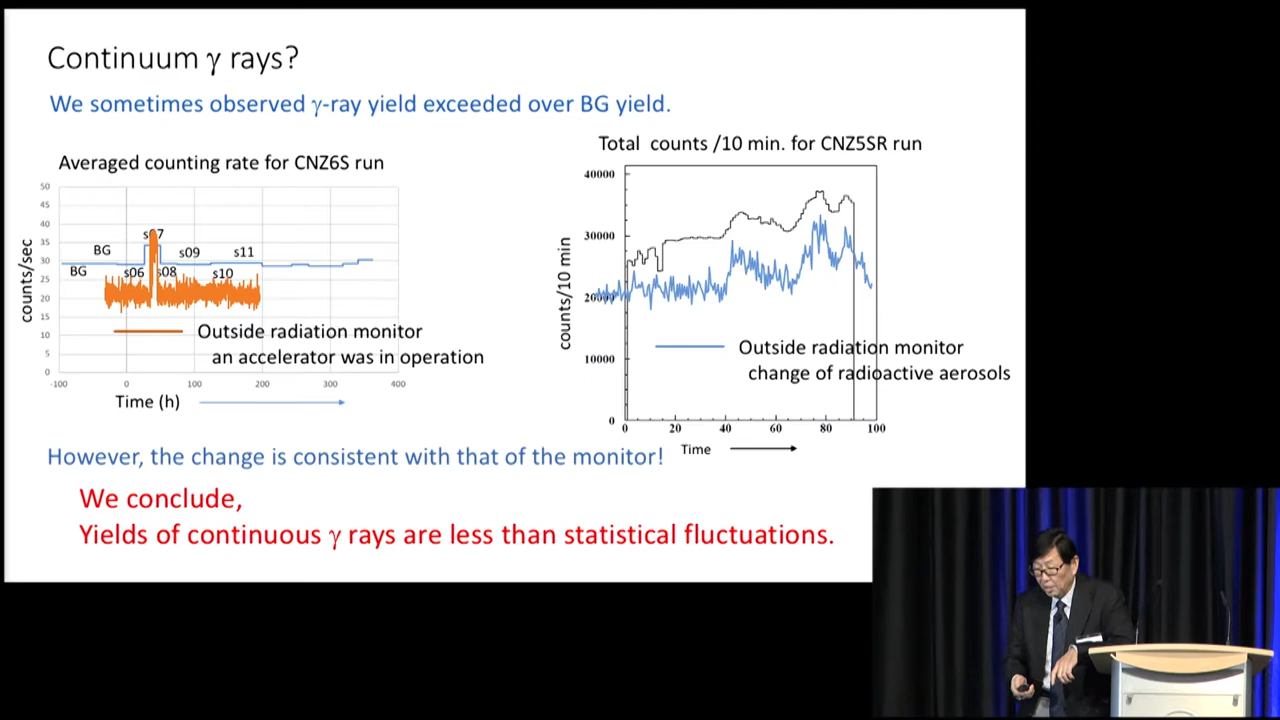 Continuum γ rays?
We sometimes observed γ-ray yield exceeded over BG yield.
Averaged counting rate for CNZ6S run
50
45
40
35
30
25
20
15
10
5
0
counts/sec
BG
BG
s06
s07
s08
s09
s10
s11
Outside radiation monitor
an accelerator was in operation
-100
0
100
200
300
400
Time (h)
Total counts /10 min. for CNZ5SR run
40000
30000
20000
10000
0
counts/10 min
Outside radiation monitor
change of radioactive aerosols
0
20
40
60
80
100
Time
However, the change is consistent with that of the monitor!
We conclude,
Yields of continuous γ rays are less than statistical fluctuations.